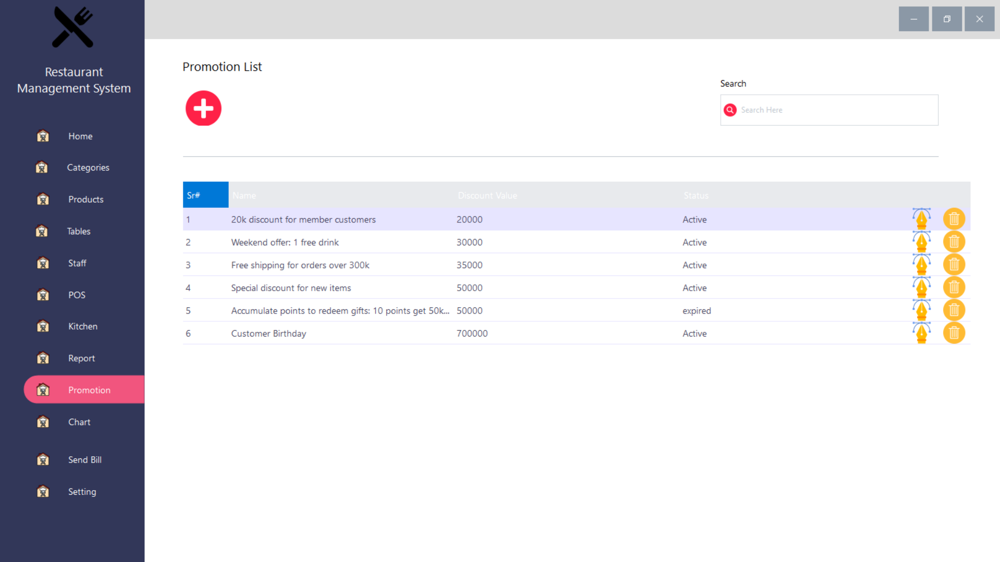 Restaurant
Management System
Home
Categories
Products
Tables
Staff
POS
Kitchen
Report
Promotion
Chart
Send Bill
Setting
Promotion List
Search
Search Here
Sr# Name Discount Value Status
1 20k discount for member customers 20000 Active
2 Weekend offer: 1 free drink 30000 Active
3 Free shipping for orders over 300k 35000 Active
4 Special discount for new items 50000 Active
5 Accumulate points to redeem gifts: 10 points get 50k... 50000 expired
6 Customer Birthday 700000 Active